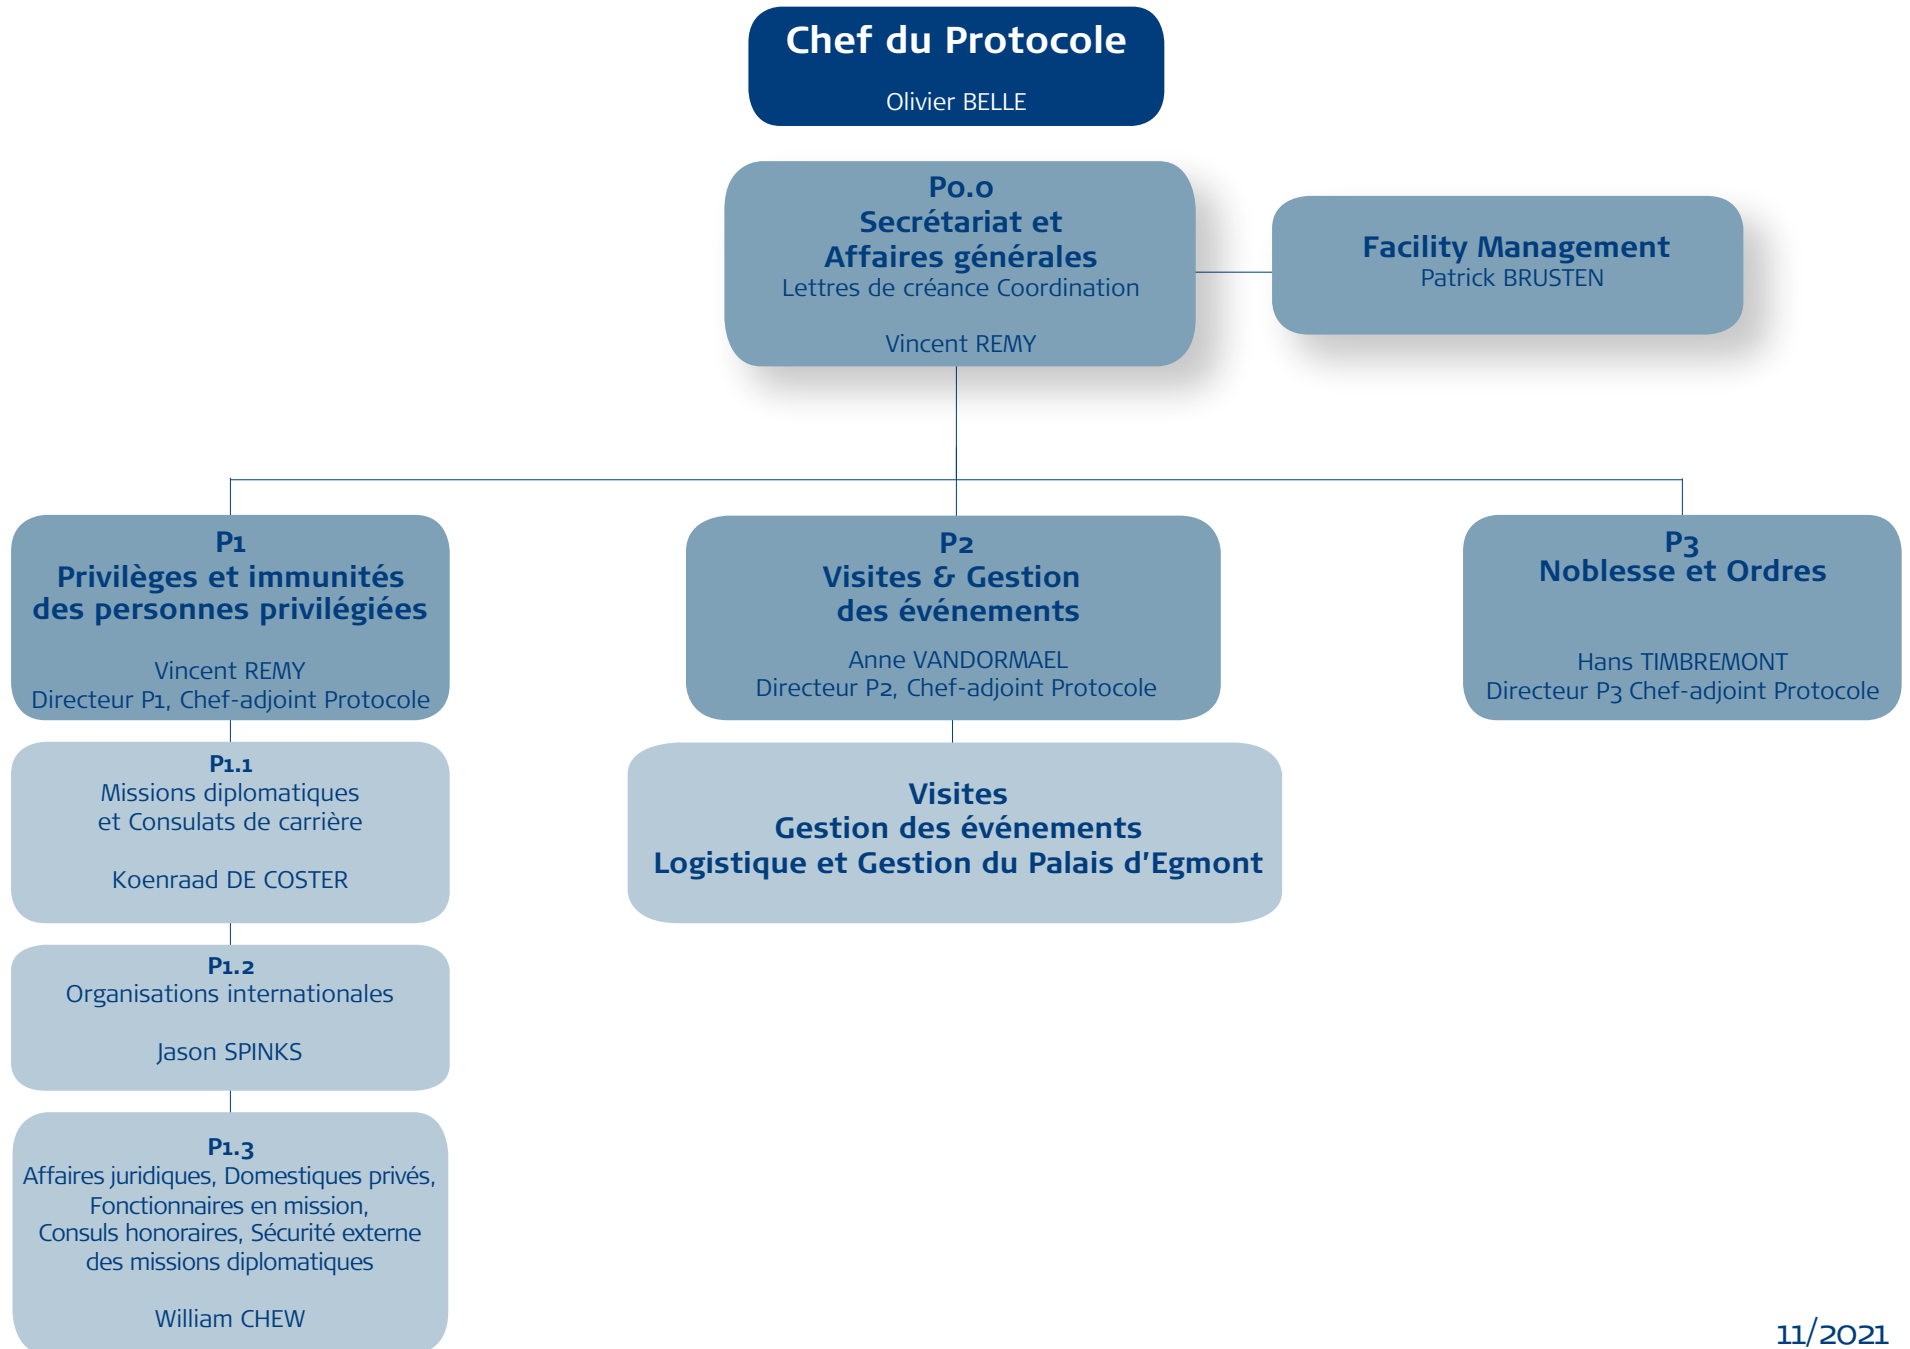 Chef du Protocole
Olivier BELLE
P0.0
Secrétariat et
Affaires générales
Lettres de créance Coordination
Vincent REMY
Facility Management
Patrick BRUSTEN
P1
Privilèges et immunités
des personnes privilégiées
Vincent REMY
Directeur P1, Chef-adjoint Protocole
P2
Visites & Gestion
des événements
Anne VANDORMAEL
Directeur P2, Chef-adjoint Protocole
P3
Noblesse et Ordres
Hans TIMBREMONT
Directeur P3 Chef-adjoint Protocole
P1.1
Missions diplomatiques
et Consulats de carrière
Koenraad DE COSTER
Visites
Gestion des événements
Logistique et Gestion du Palais d'Egmont
P1.2
Organisations internationales
Jason SPINKS
P1.3
Affaires juridiques, Domestiques privés,
Fonctionnaires en mission,
Consuls honoraires, Sécurité externe
des missions diplomatiques
William CHEW
11/2021